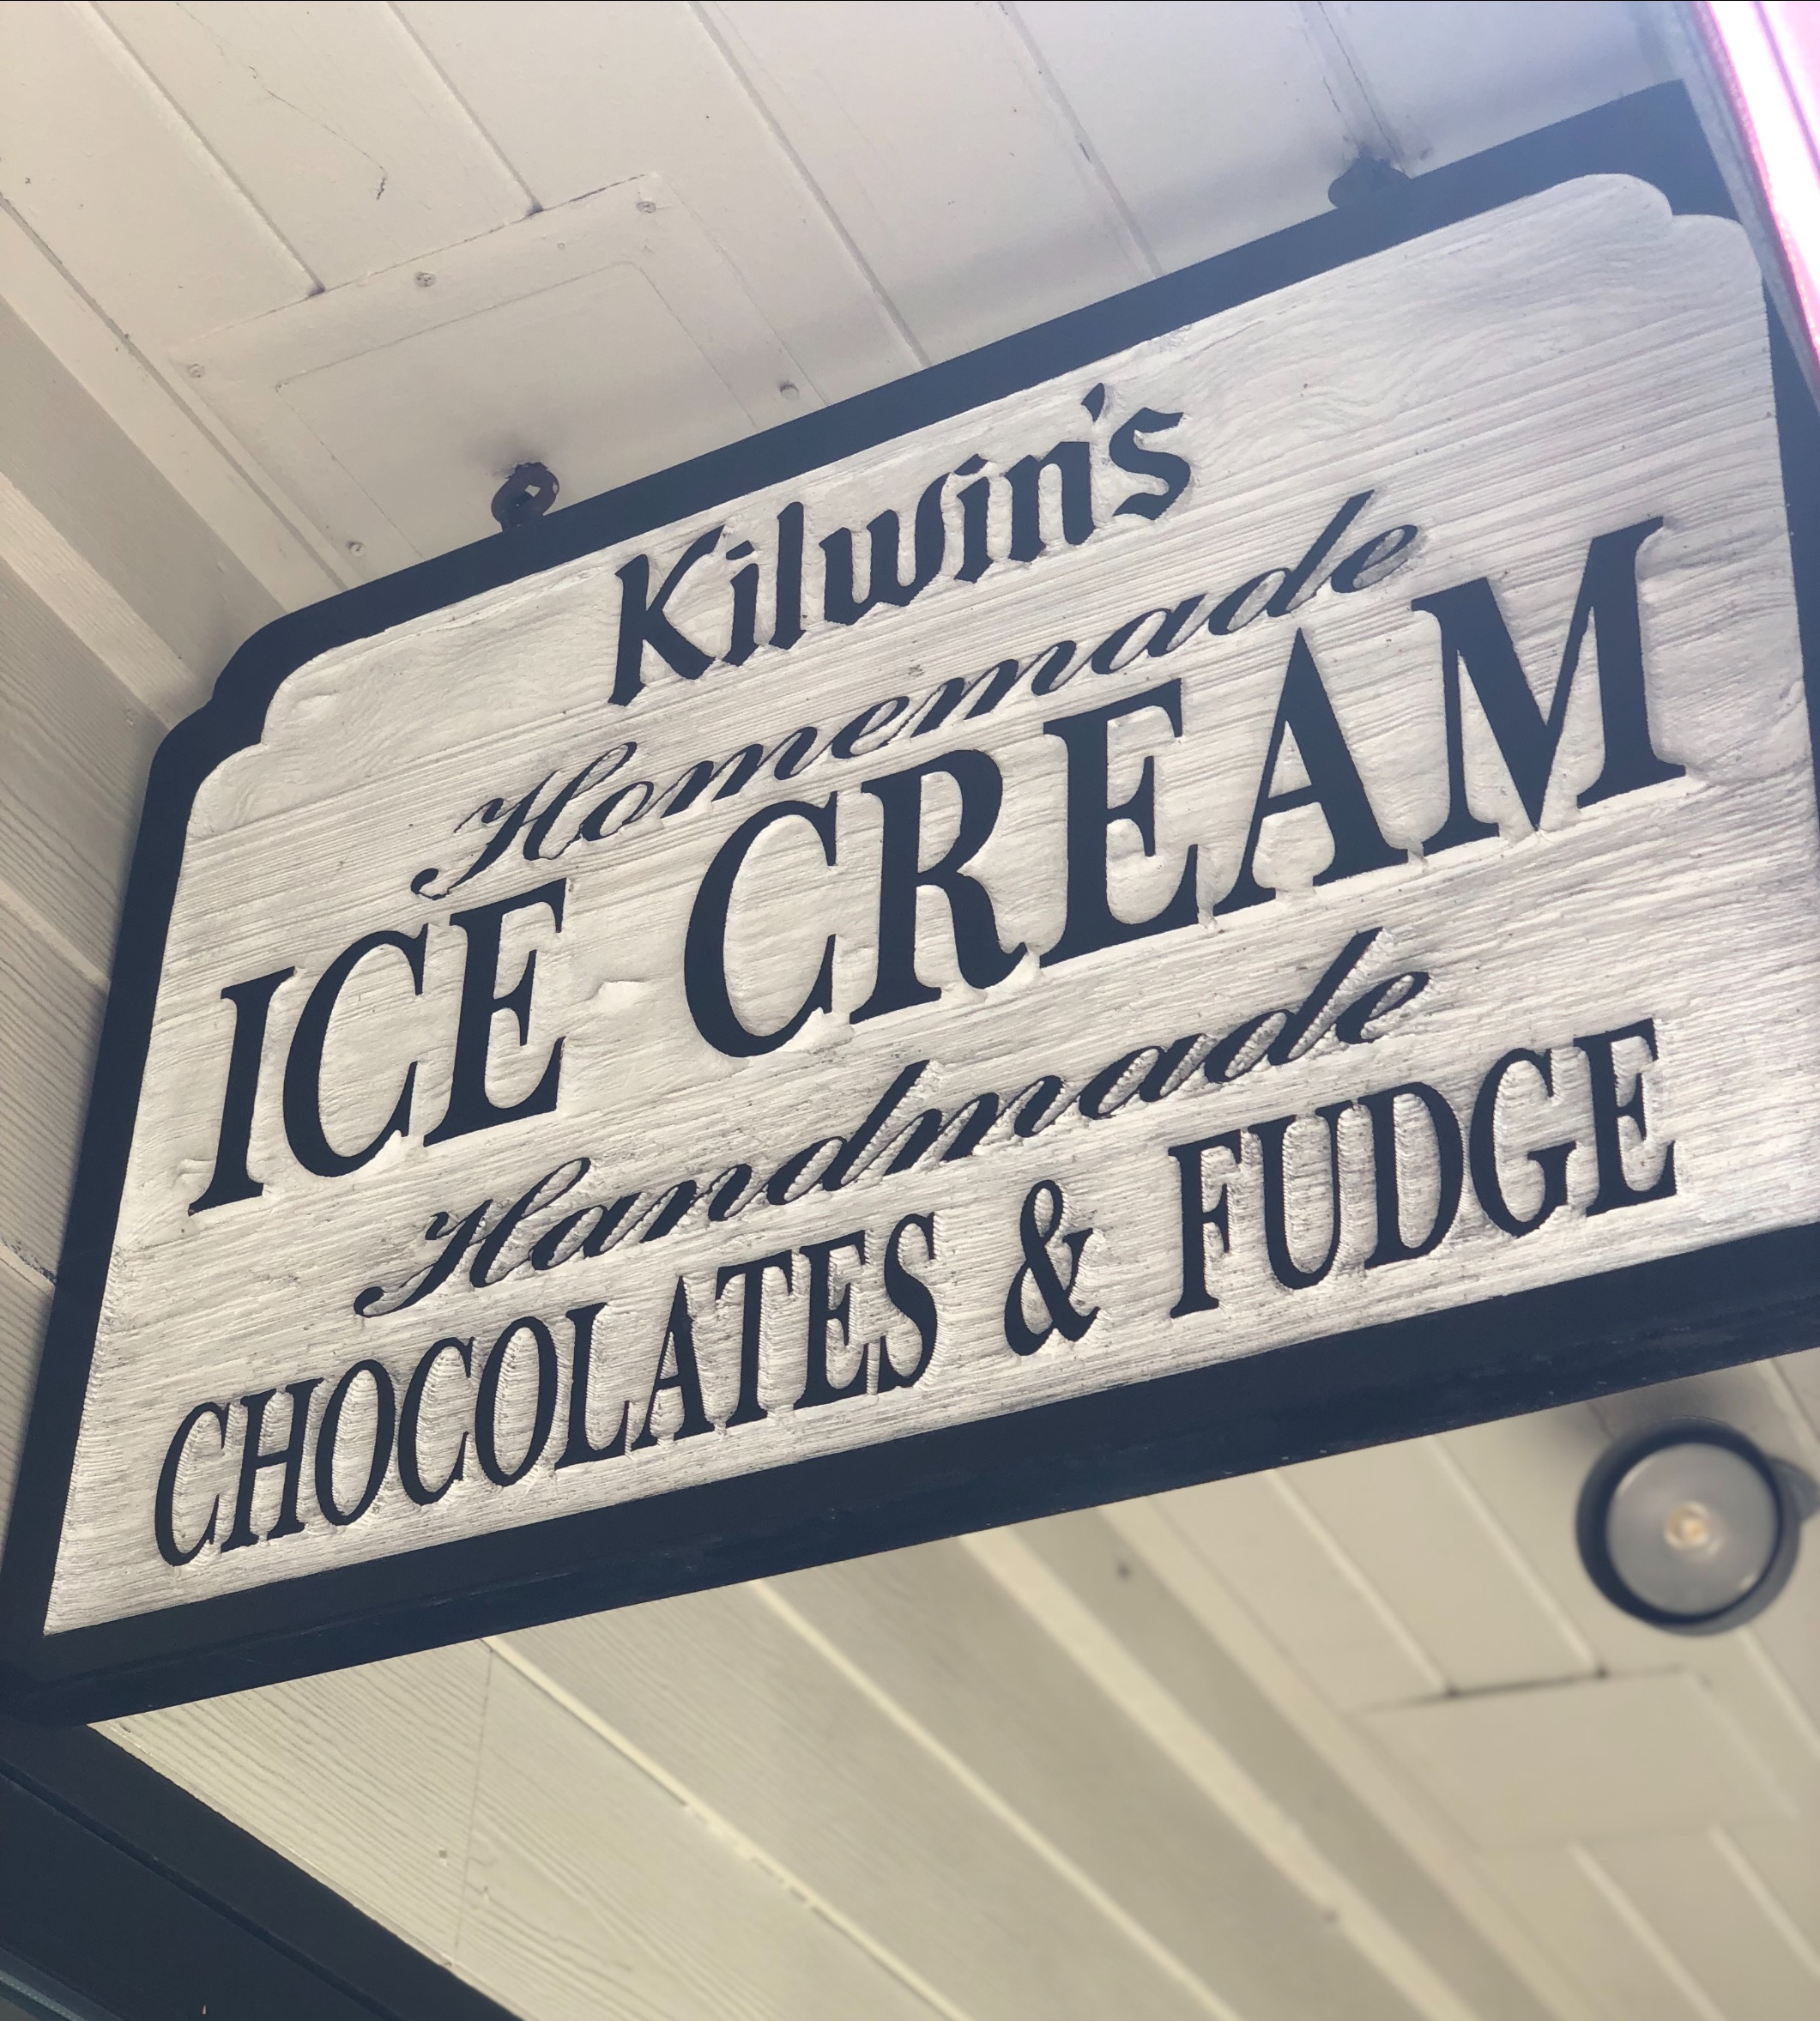 Kilwin's
Homemade
ICE CREAM
Handmade
CHOCOLATES & FUDGE